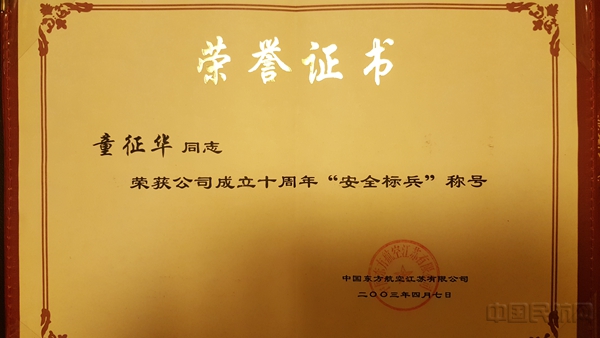 荣誉证书
童征华 同志
荣获公司成立十周年“安全标兵”称号
中国东方航空江苏有限公司
二〇〇三年四月七日
中国民航网